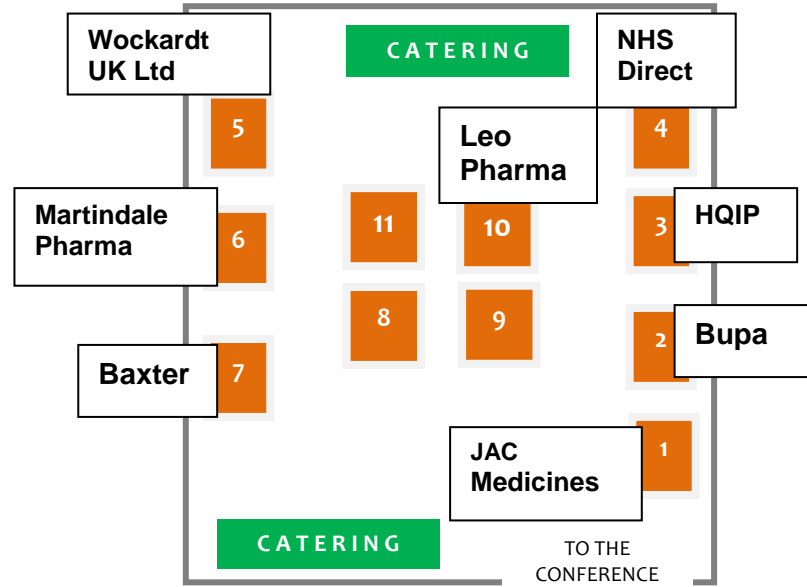 Wockardt
UK Ltd
CATERING
NHS
Direct
5
4
Leo
Pharma
Martindale
Pharma
6
11
10
3
HQIP
8
9
2
Bupa
Baxter
7
JAC
Medicines
1
CATERING
TO THE
CONFERENCE